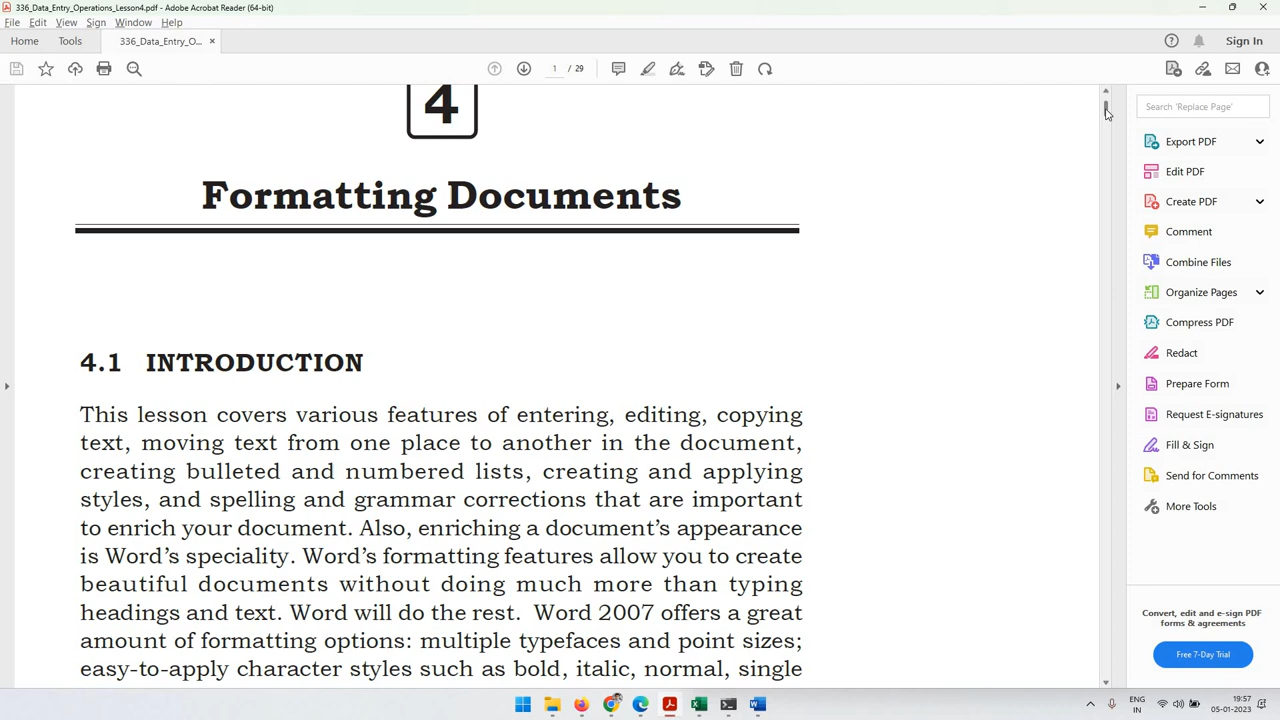 336_Data_Entry_Operations_Lesson4.pdf - Adobe Acrobat Reader (64-bit)
File Edit View Sign Window Help
Home Tools 336_Data_Entry_O... × Sign In
1 / 29
4
Formatting Documents
4.1 INTRODUCTION
This lesson covers various features of entering, editing, copying
text, moving text from one place to another in the document,
creating bulleted and numbered lists, creating and applying
styles, and spelling and grammar corrections that are important
to enrich your document. Also, enriching a document's appearance
is Word's speciality. Word's formatting features allow you to create
beautiful documents without doing much more than typing
headings and text. Word will do the rest. Word 2007 offers a great
amount of formatting options: multiple typefaces and point sizes;
easy-to-apply character styles such as bold, italic, normal, single
Search 'Replace Page'
Export PDF
Edit PDF
Create PDF
Comment
Combine Files
Organize Pages
Compress PDF
Redact
Prepare Form
Request E-signatures
Fill & Sign
Send for Comments
More Tools
Convert, edit and e-sign PDF
forms & agreements
Free 7-Day Trial
ENG
IN
19:57
05-01-2023